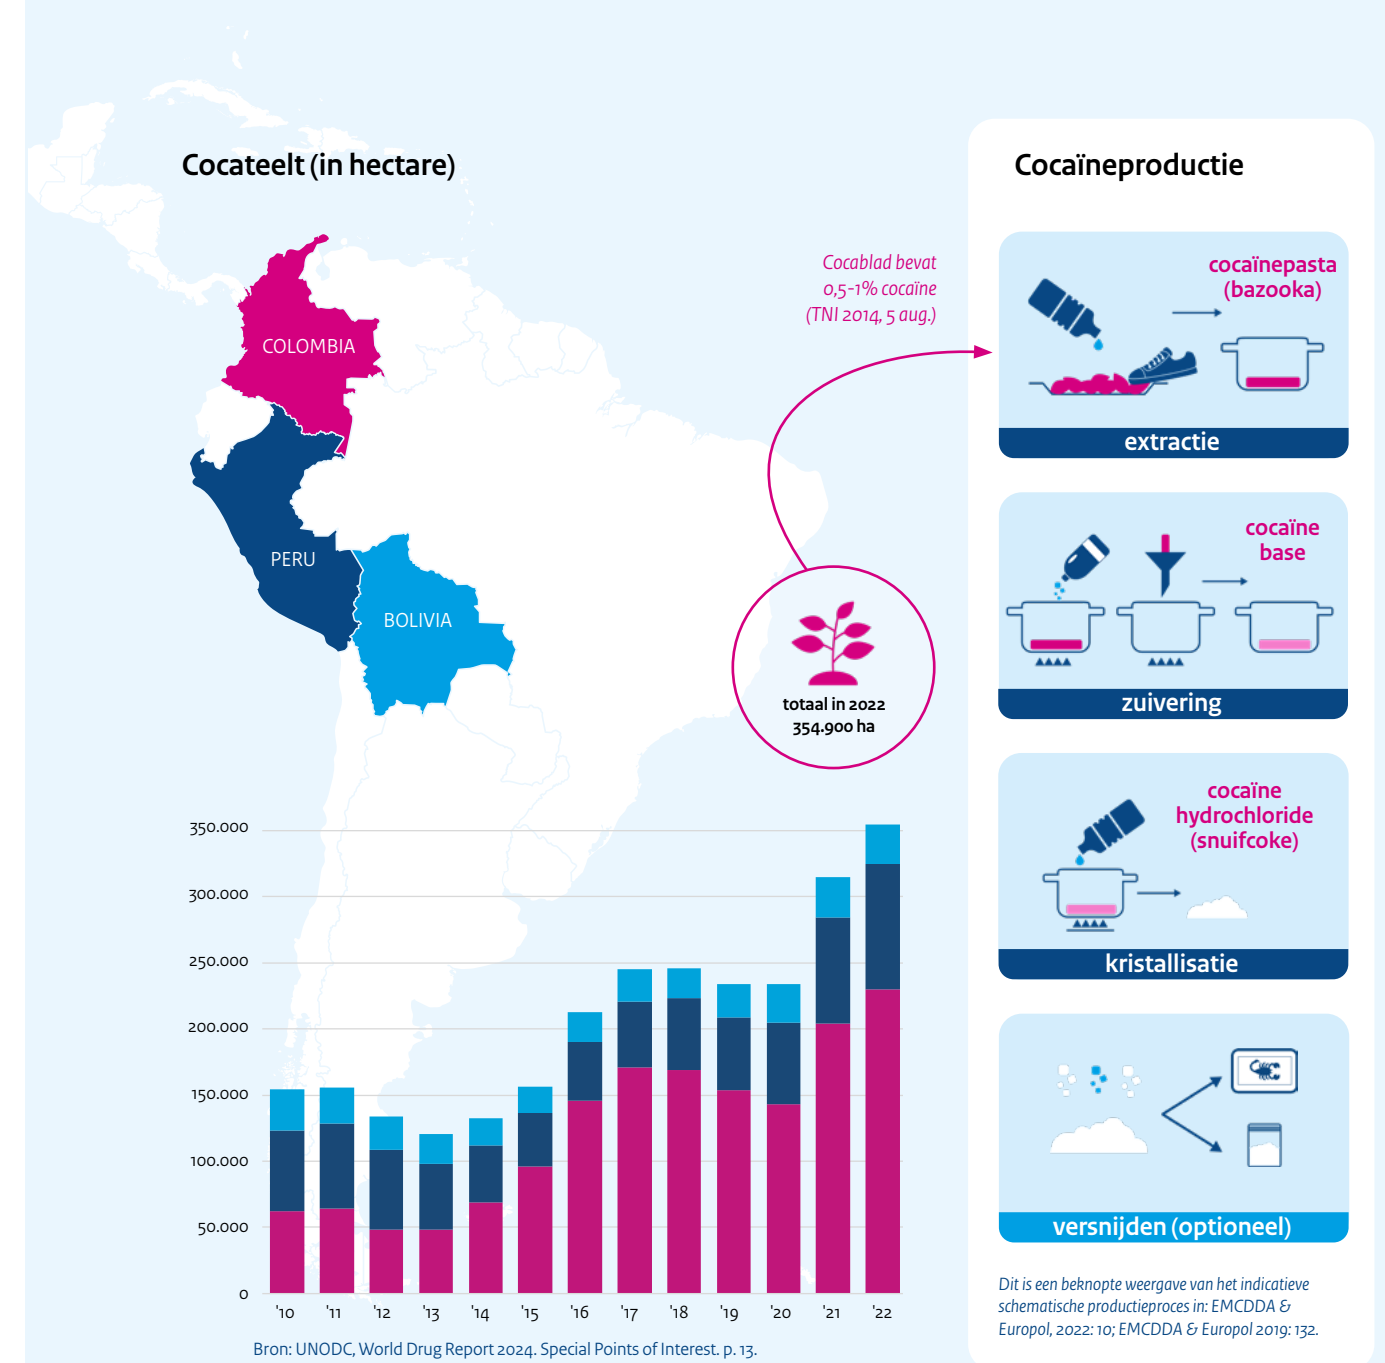 Cocateelt (in hectare)
COLOMBIA
PERU
BOLIVIA
Cocablad bevat
0,5-1% cocaïne
(TNI 2014, 5 aug.)
totaal in 2022
354.900 ha
350.000
300.000
250.000
200.000
150.000
100.000
50.000
0
'10 '11 '12 '13 '14 '15 '16 '17 '18 '19 '20 '21 '22
Bron: UNODC, World Drug Report 2024. Special Points of Interest. p. 13.
Cocaïneproductie
cocaïnepasta
(bazooka)
extractie
cocaïne
base
zuivering
cocaïne
hydrochloride
(snuifcoke)
kristallisatie
versnijden (optioneel)
Dit is een beknopte weergave van het indicatieve
schematische productieproces in: EMCDDA &
Europol, 2022: 10; EMCDDA & Europol 2019: 132.